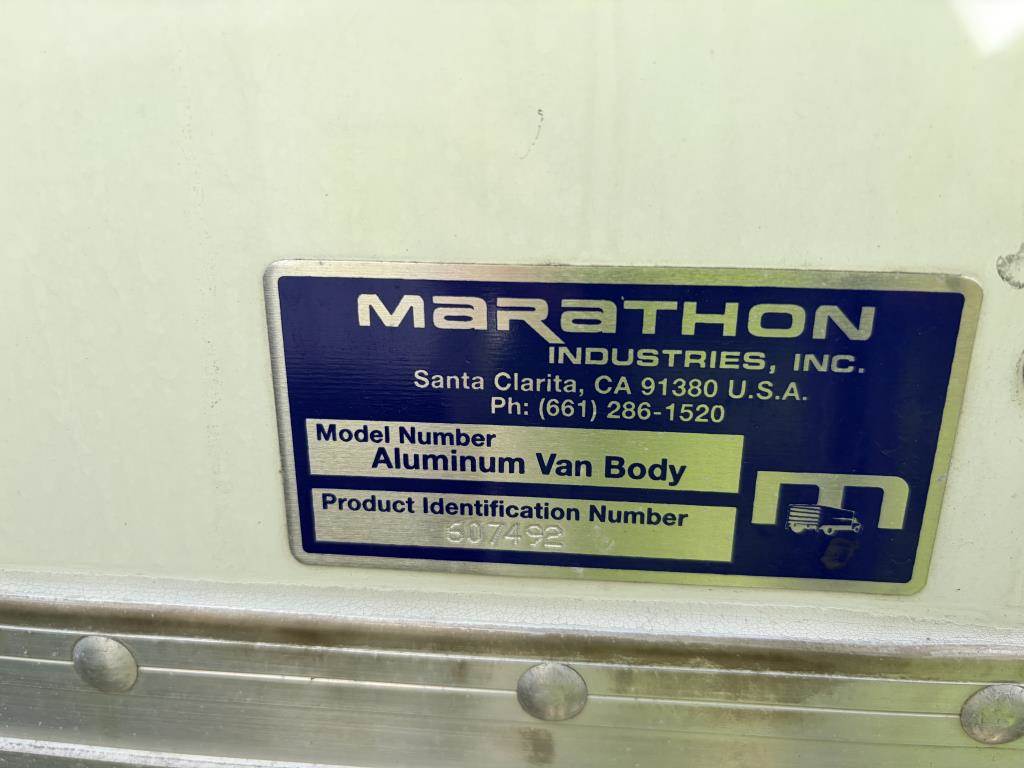 MaRaTHON
INDUSTRIES, INC.
Santa Clarita, CA 91380 U.S.A.
Ph: (661) 286-1520
Model Number
Aluminum Van Body
Product Identification Number
607492
m